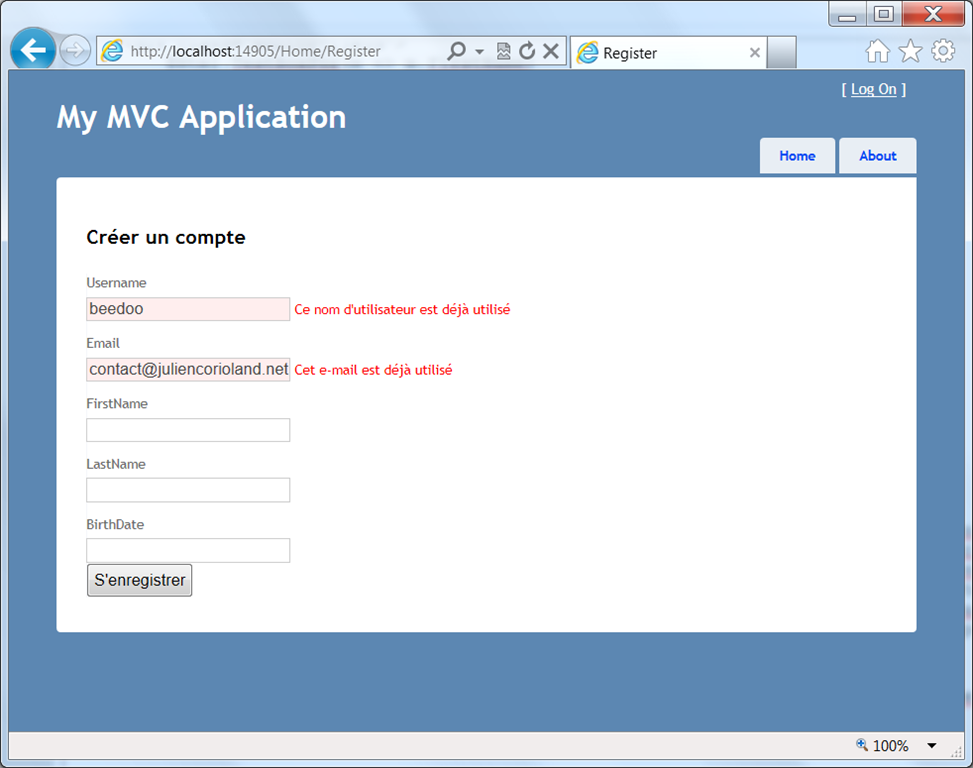 http://localhost:14905/Home/Register
Register
[ Log On ]
My MVC Application
Home
About
Créer un compte
Username
beedoo
Ce nom d'utilisateur est déjà utilisé
Email
contact@juliencorioland.net
Cet e-mail est déjà utilisé
FirstName
LastName
BirthDate
S'enregistrer
100%